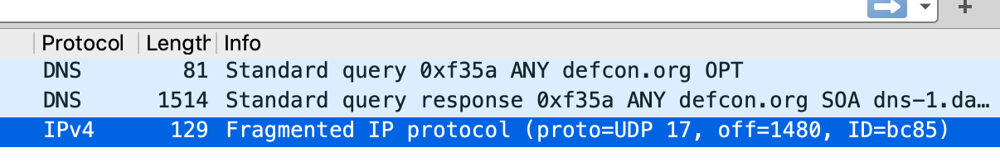 Protocol Length Info
DNS 81 Standard query 0xf35a ANY defcon.org OPT
DNS 1514 Standard query response 0xf35a ANY defcon.org SOA dns-1.da…
IPv4 129 Fragmented IP protocol (proto=UDP 17, off=1480, ID=bc85)